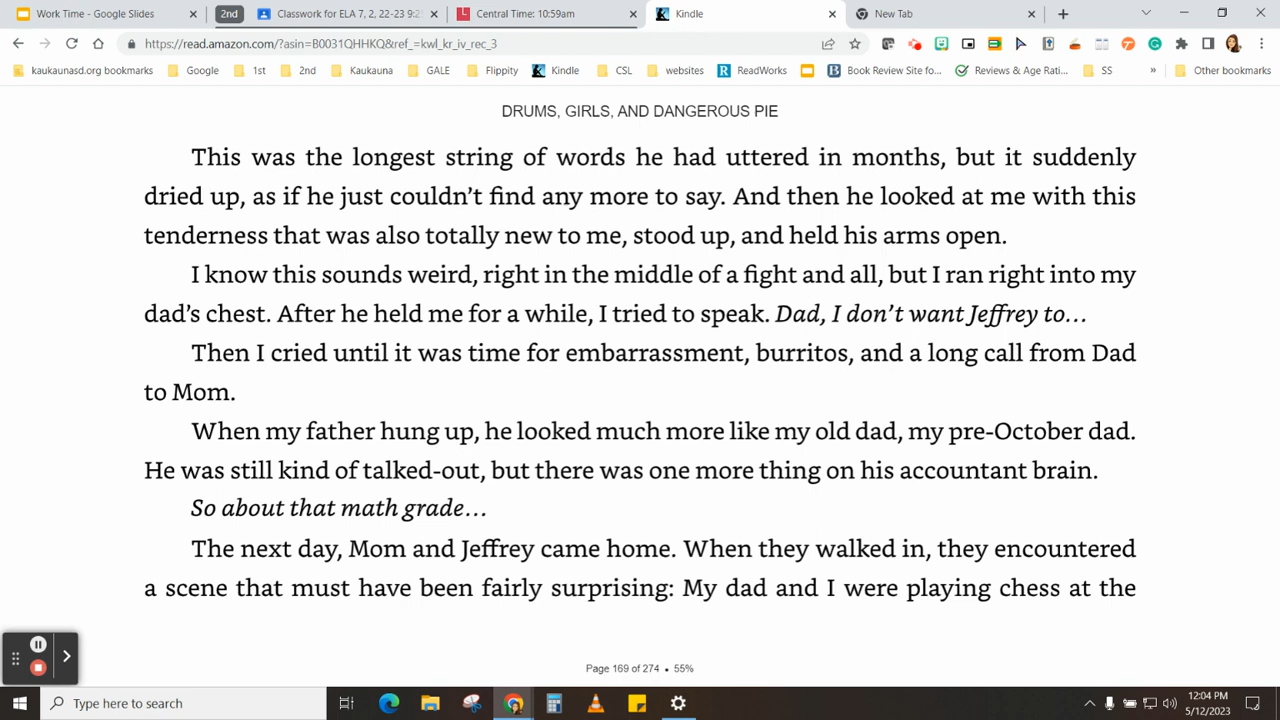 Work Time - Google Slides
2nd
Classwork for ELA 7, 2, 22-23 9:2
Central Time: 10:59am
Kindle
New Tab
https://read.amazon.com/?asin=B0031QHHKQ&ref_=kwl_kr_iv_rec_3
kaukaunasd.org bookmarks
Google
1st
2nd
Kaukauna
GALE
Flippity
Kindle
CSL
websites
ReadWorks
Book Review Site fo...
Reviews & Age Rati...
SS
Other bookmarks
DRUMS, GIRLS, AND DANGEROUS PIE
This was the longest string of words he had uttered in months, but it suddenly
dried up, as if he just couldn't find any more to say. And then he looked at me with this
tenderness that was also totally new to me, stood up, and held his arms open.
I know this sounds weird, right in the middle of a fight and all, but I ran right into my
dad's chest. After he held me for a while, I tried to speak. Dad, I don't want Jeffrey to…
Then I cried until it was time for embarrassment, burritos, and a long call from Dad
to Mom.
When my father hung up, he looked much more like my old dad, my pre-October dad.
He was still kind of talked-out, but there was one more thing on his accountant brain.
So about that math grade…
The next day, Mom and Jeffrey came home. When they walked in, they encountered
a scene that must have been fairly surprising: My dad and I were playing chess at the
Page 169 of 274 • 55%
Type here to search
12:04 PM
5/12/2023